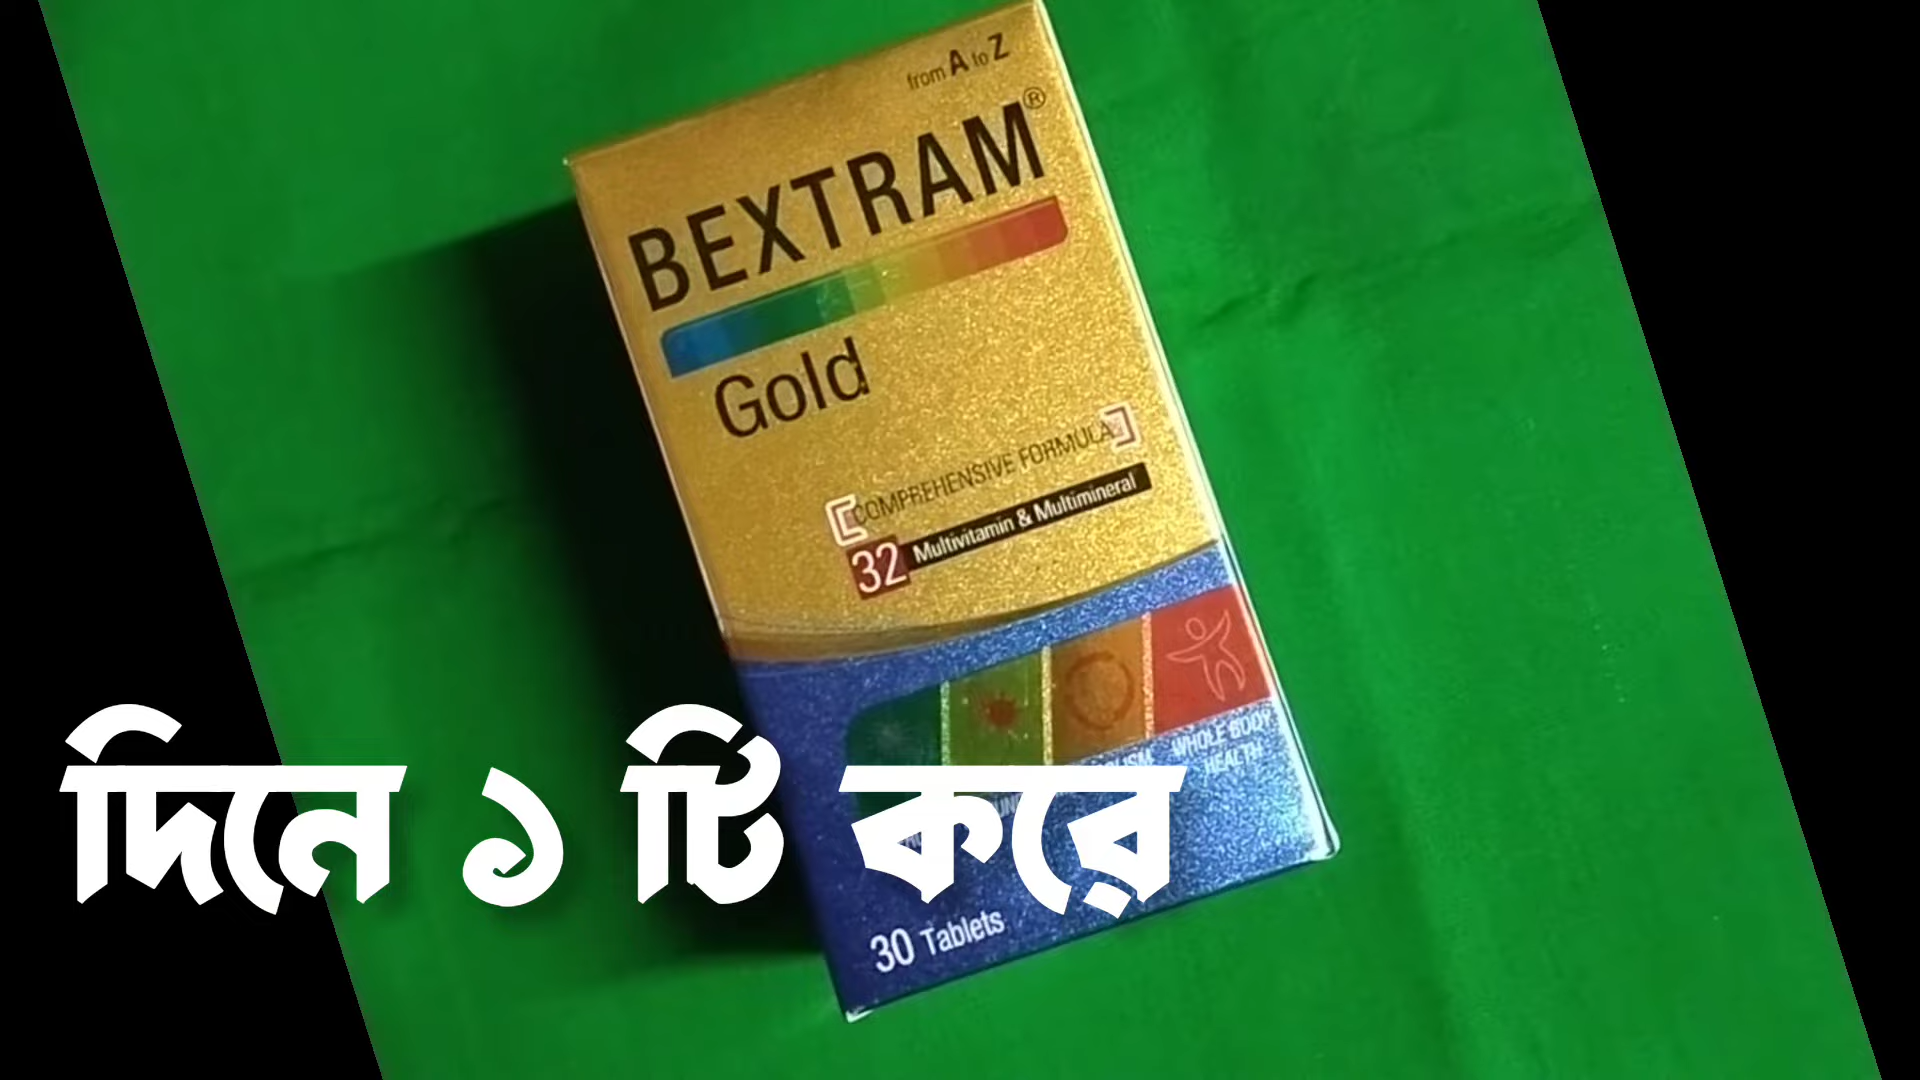 from A to Z
BEXTRAM®
Gold
COMPREHENSIVE FORMULA
32 Multivitamin & Multimineral
WHOLE BODY
HEALTH
দিনে ১ টি করে
30 Tablets